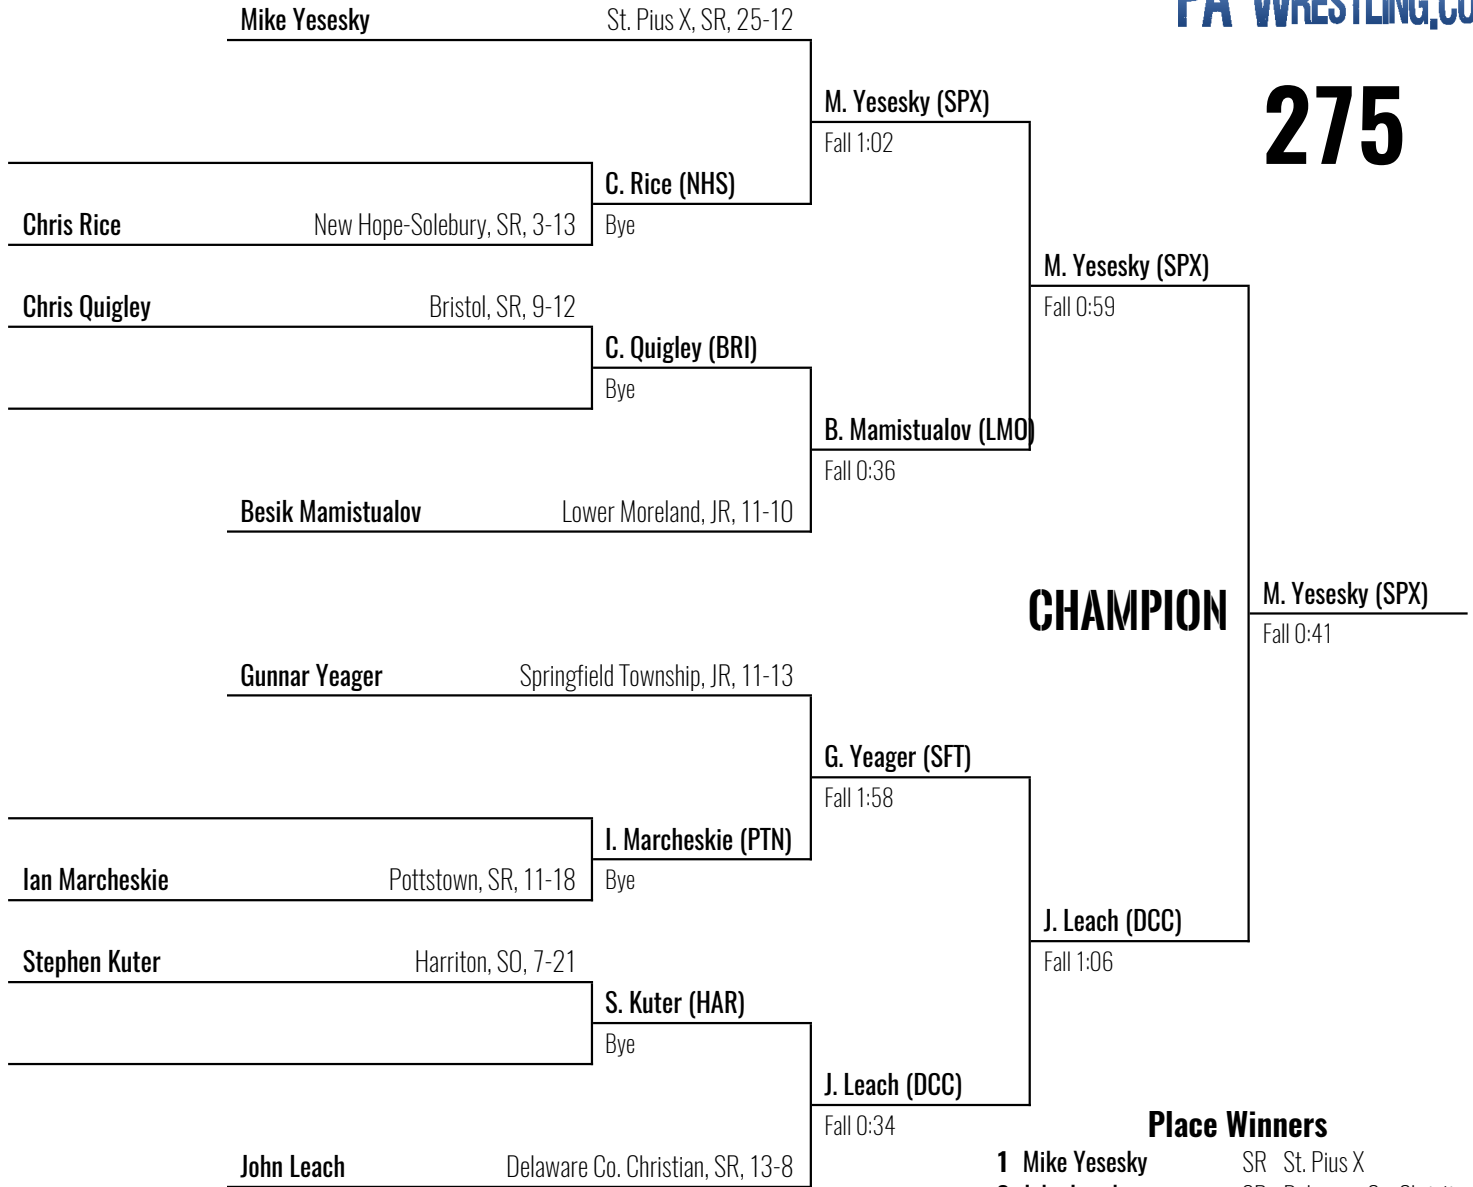 Mike Yesesky St. Pius X, SR, 25-12
PA WRESTLING.CO
M. Yesesky (SPX)
275
Fall 1:02
C. Rice (NHS)
Chris Rice New Hope-Solebury, SR, 3-13 Bye
M. Yesesky (SPX)
Chris Quigley Bristol, SR, 9-12
Fall 0:59
C. Quigley (BRI)
Bye
B. Mamistualov (LMO)
Fall 0:36
Besik Mamistualov Lower Moreland, JR, 11-10
M. Yesesky (SPX)
CHAMPION
Fall 0:41
Gunnar Yeager Springfield Township, JR, 11-13
G. Yeager (SFT)
Fall 1:58
I. Marcheskie (PTN)
Ian Marcheskie Pottstown, SR, 11-18 Bye
J. Leach (DCC)
Stephen Kuter Harriton, SO, 7-21
Fall 1:06
S. Kuter (HAR)
Bye
J. Leach (DCC)
Fall 0:34
Place Winners
John Leach Delaware Co. Christian, SR, 13-8
1 Mike Yesesky SR St. Pius X